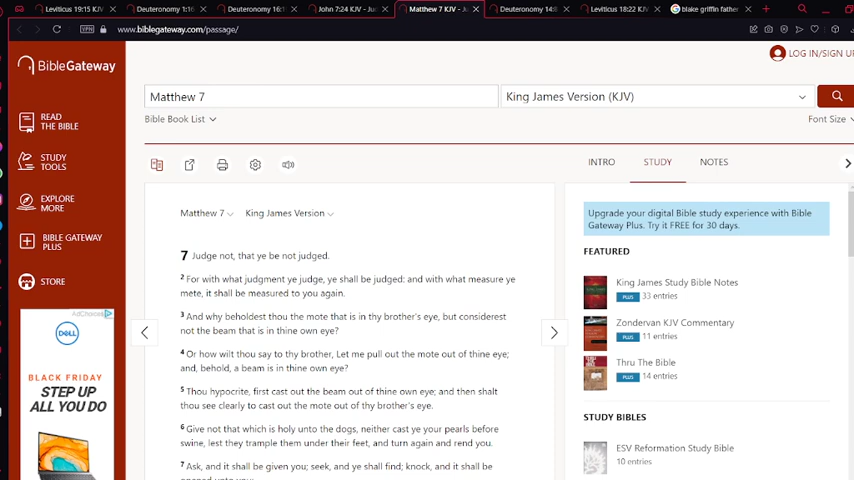 Leviticus 19:15 KJV
Deuteronomy 1:16
Deuteronomy 16:1
John 7:24 KJV - Ju
Matthew 7 KJV - Ju
Deuteronomy 14:8
Leviticus 18:22 KJV
blake griffin father
VPN
www.biblegateway.com/passage/
BibleGateway
LOG IN/SIGN UP
Matthew 7
King James Version (KJV)
Bible Book List
Font Size
READ
THE BIBLE
STUDY
TOOLS
EXPLORE
MORE
BIBLE GATEWAY
PLUS
STORE
INTRO
STUDY
NOTES
Matthew 7
King James Version
7 Judge not, that ye be not judged.
2 For with what judgment ye judge, ye shall be judged: and with what measure ye
mete, it shall be measured to you again.
3 And why beholdest thou the mote that is in thy brother's eye, but considerest
not the beam that is in thine own eye?
4 Or how wilt thou say to thy brother, Let me pull out the mote out of thine eye;
and, behold, a beam is in thine own eye?
5 Thou hypocrite, first cast out the beam out of thine own eye; and then shalt
thou see clearly to cast out the mote out of thy brother's eye.
6 Give not that which is holy unto the dogs, neither cast ye your pearls before
swine, lest they trample them under their feet, and turn again and rend you.
7 Ask, and it shall be given you; seek, and ye shall find; knock, and it shall be
opened unto you:
Upgrade your digital Bible study experience with Bible
Gateway Plus. Try it FREE for 30 days.
FEATURED
King James Study Bible Notes
PLUS 33 entries
Zondervan KJV Commentary
PLUS 11 entries
Thru The Bible
PLUS 14 entries
STUDY BIBLES
ESV Reformation Study Bible
10 entries
AdChoices
DELL
BLACK FRIDAY
STEP UP
ALL YOU DO